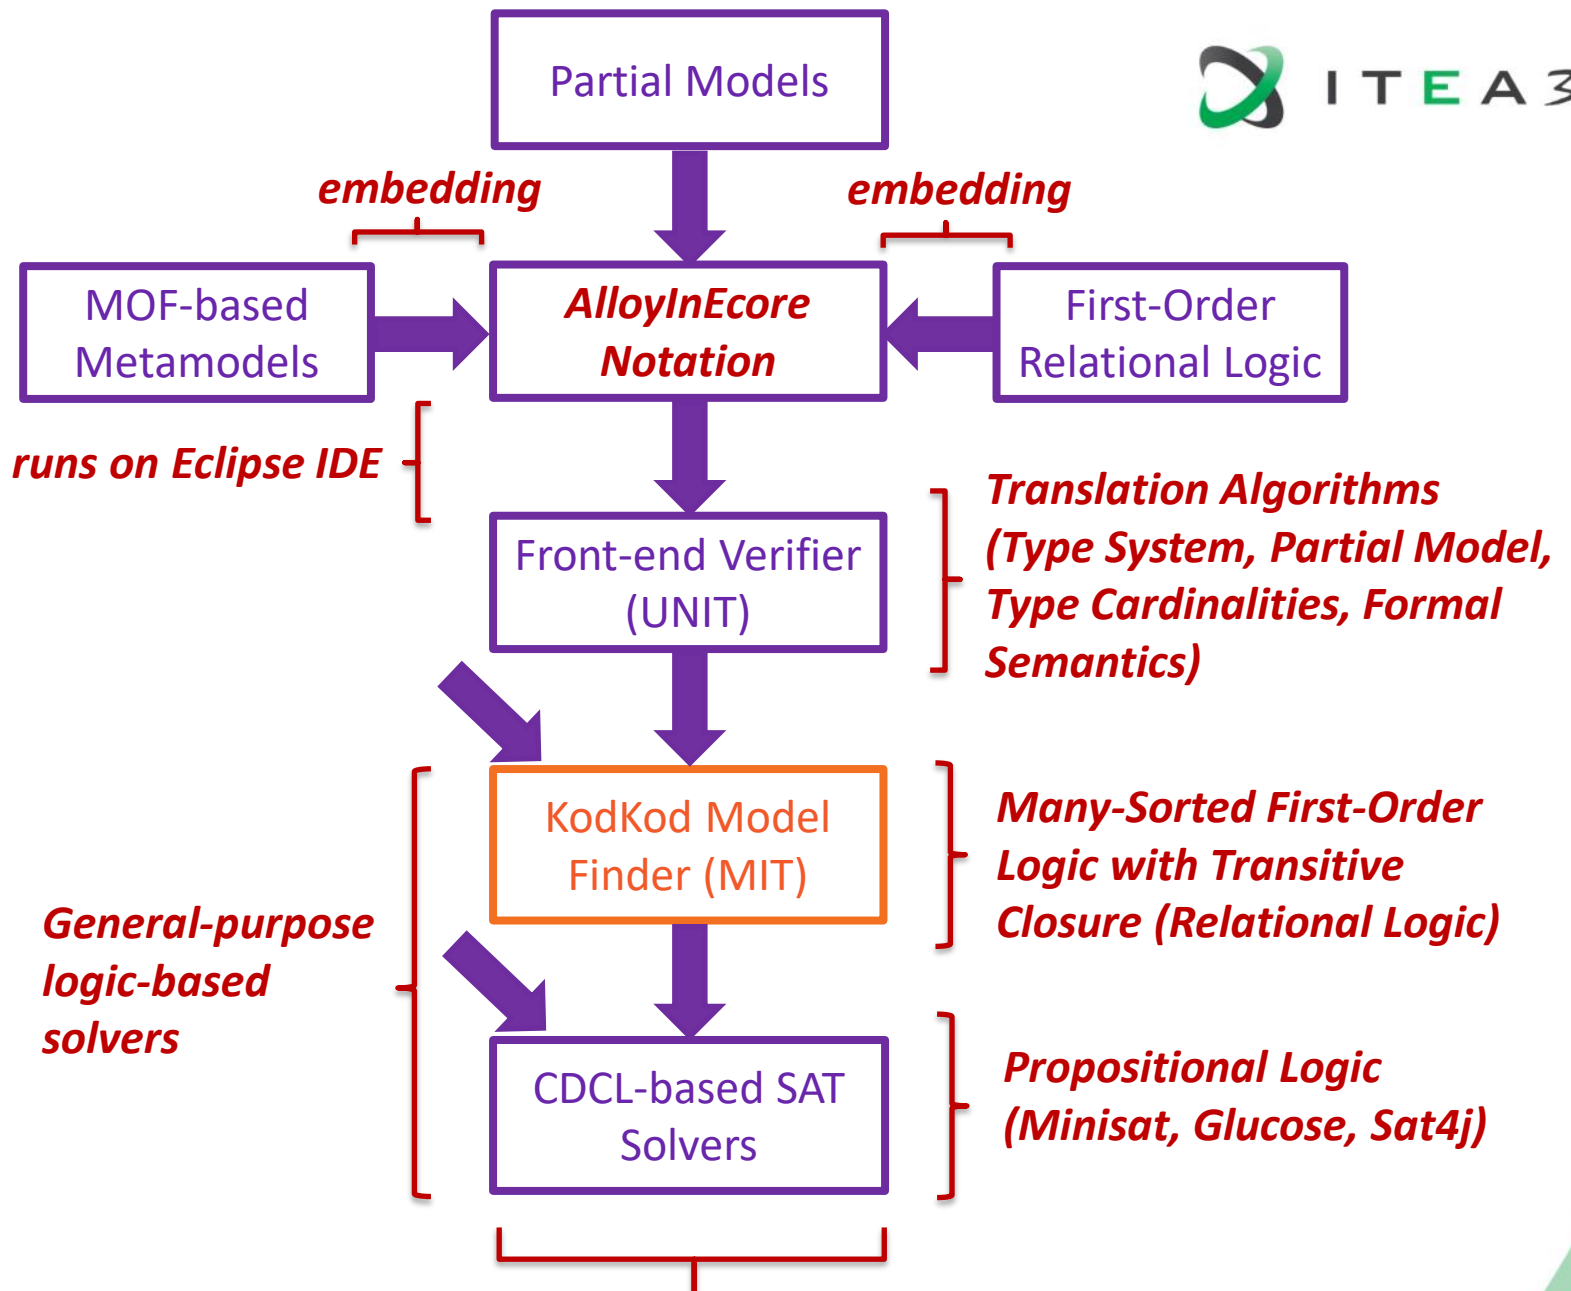 Partial Models
ITEA3
embedding
embedding
MOF-based
Metamodels
AlloyInEcore
Notation
First-Order
Relational Logic
runs on Eclipse IDE
Translation Algorithms
(Type System, Partial Model,
Type Cardinalities, Formal
Semantics)
Front-end Verifier
(UNIT)
KodKod Model
Finder (MIT)
Many-Sorted First-Order
Logic with Transitive
Closure (Relational Logic)
General-purpose
logic-based
solvers
CDCL-based SAT
Solvers
Propositional Logic
(Minisat, Glucose, Sat4j)